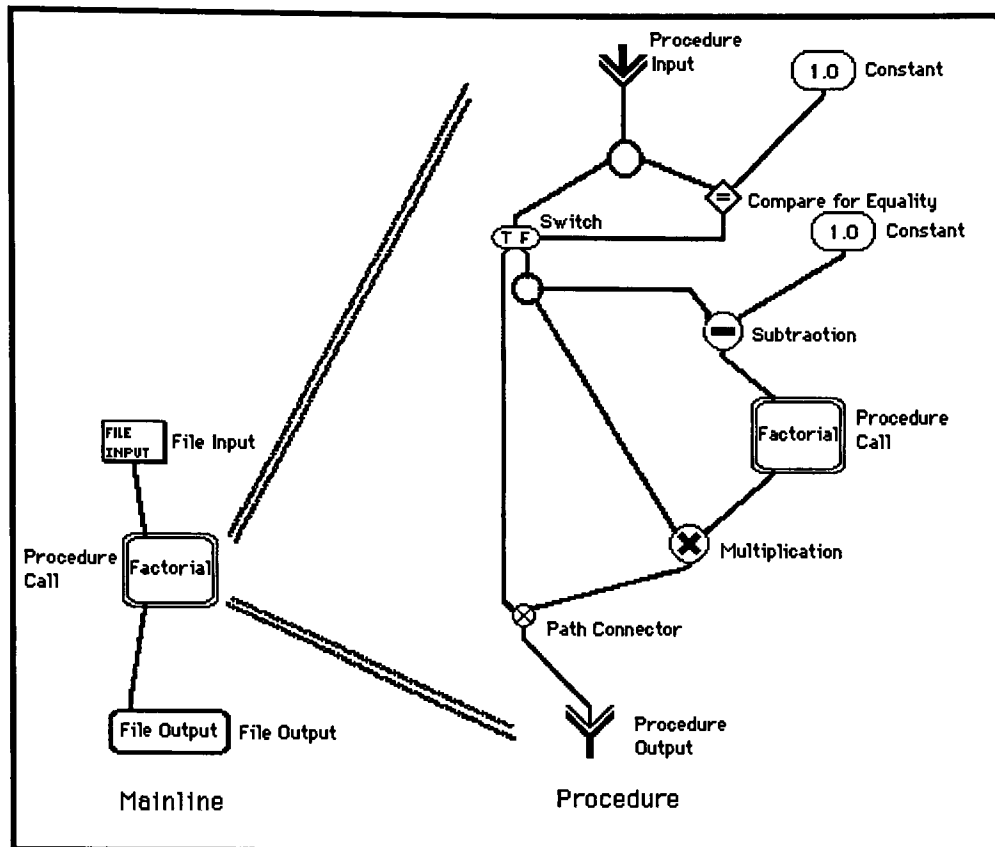 Procedure
Input
1.0
Constant
=
Compare for Equality
Switch
T F
1.0
Constant
Subtraction
FILE
INPUT
File Input
Factorial
Procedure
Call
Procedure
Call
Factorial
Multiplication
Path Connector
File Output
File Output
Procedure
Output
Mainline
Procedure